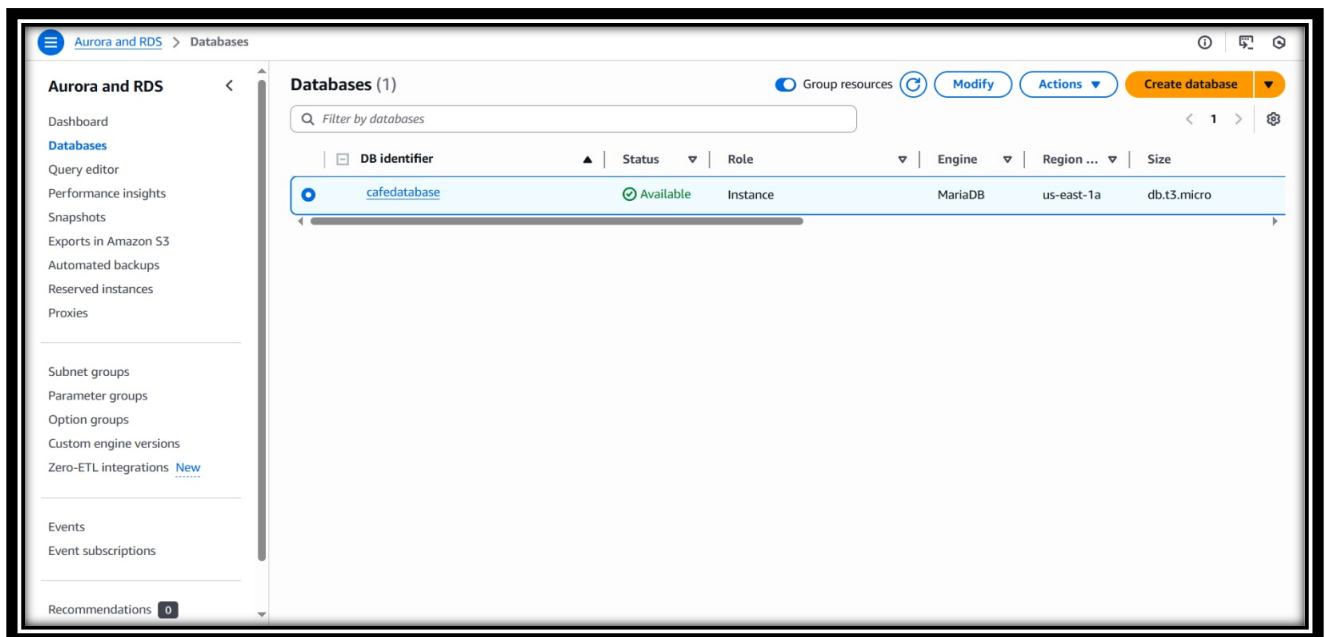 Aurora and RDS > Databases
Aurora and RDS
Dashboard
Databases
Query editor
Performance insights
Snapshots
Exports in Amazon S3
Automated backups
Reserved instances
Proxies
Subnet groups
Parameter groups
Option groups
Custom engine versions
Zero-ETL integrations New
Events
Event subscriptions
Recommendations 0
Databases (1)
Group resources
Modify
Actions
Create database
Filter by databases
1
DB identifier Status Role Engine Region ... Size
cafedatabase Available Instance MariaDB us-east-1a db.t3.micro